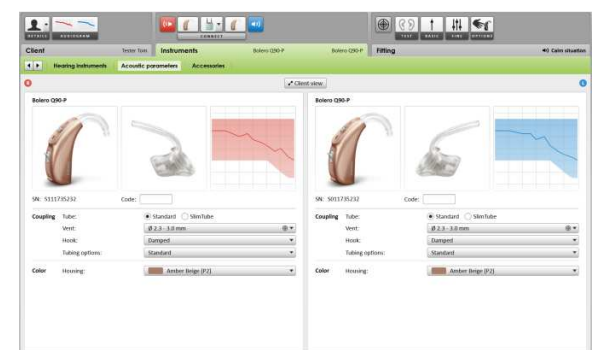 DETAILS AUDIOGRAM CONNECT TEST BASIC FINE OPTIONS
Client Tester Tom Instruments Bolero Q90-P Bolero Q90-P Fitting Calm situation
Hearing instruments Acoustic parameters Accessories
Client view
Bolero Q90-P Bolero Q90-P
SN: S111735232 Code: SN: S011735232 Code:
Coupling Tube: Standard SlimTube Coupling Tube: Standard SlimTube
Vent: Ø 2.3 - 3.0 mm Vent: Ø 2.3 - 3.0 mm
Hook: Damped Hook: Damped
Tubing options: Standard Tubing options: Standard
Color Housing: Amber Beige (P2) Color Housing: Amber Beige (P2)